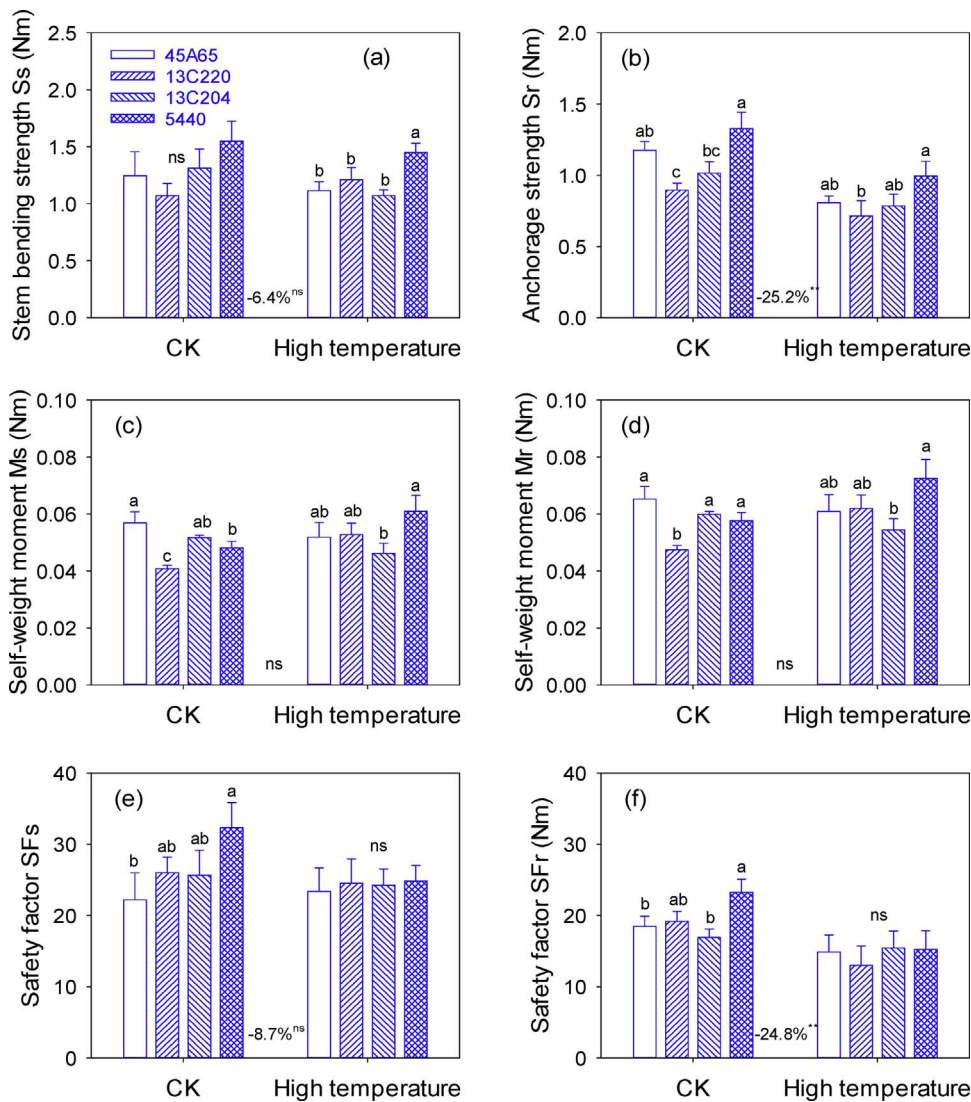 Stem bending strength Ss (Nm)
2.5
2.0
1.5
1.0
0.5
0.0
45A65
13C220
13C204
5440
(a)
ns
b
b
b
a
-6.4%ns
CK
High temperature
Anchorage strength Sr (Nm)
2.0
1.5
1.0
0.5
0.0
(b)
ab
c
bc
a
ab
b
ab
a
-25.2%**
CK
High temperature
Self-weight moment Ms (Nm)
0.10
0.08
0.06
0.04
0.02
0.00
(c)
a
c
ab
b
ab
ab
b
a
ns
CK
High temperature
Self-weight moment Mr (Nm)
0.10
0.08
0.06
0.04
0.02
0.00
(d)
a
b
a
a
ab
ab
b
a
ns
CK
High temperature
Safety factor SFs
40
30
20
10
0
(e)
b
ab
ab
a
ns
-8.7%ns
CK
High temperature
Safety factor SFr (Nm)
40
30
20
10
0
(f)
b
ab
b
a
ns
-24.8%**
CK
High temperature